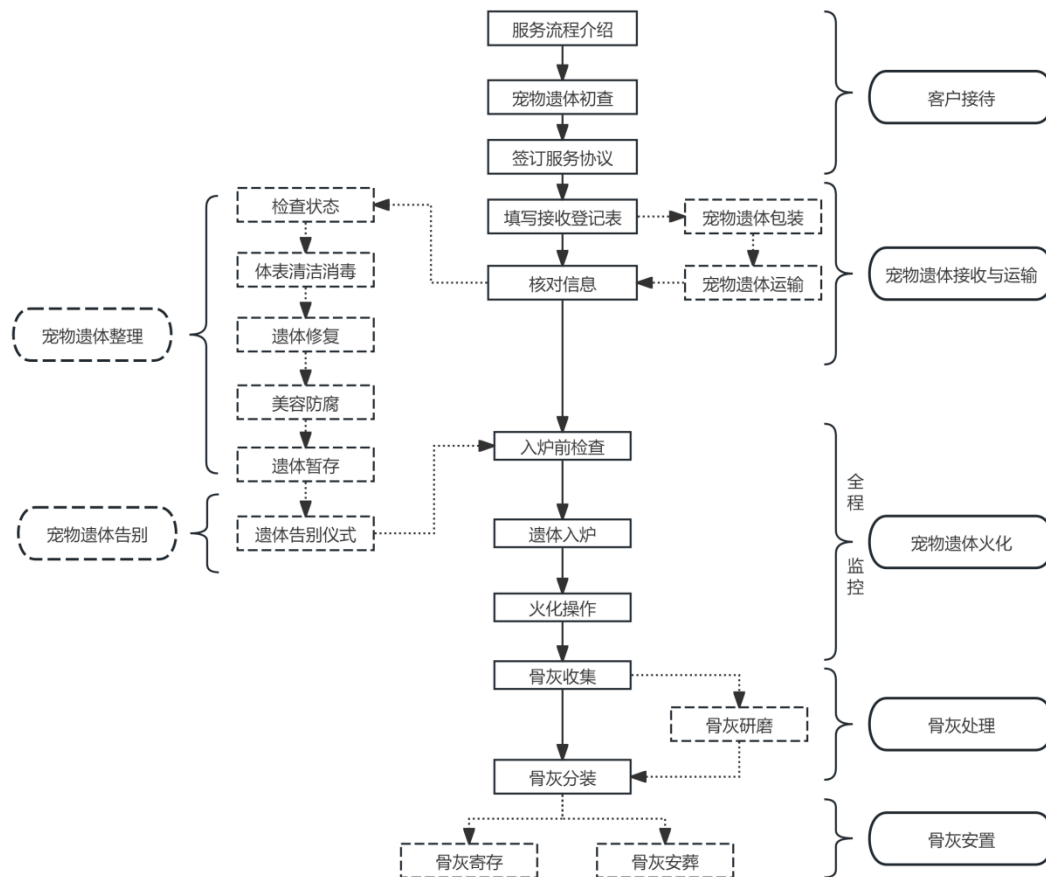 服务流程介绍
宠物遗体初查
客户接待
签订服务协议
检查状态
填写接收登记表
宠物遗体包装
体表清洁消毒
核对信息
宠物遗体运输
宠物遗体接收与运输
宠物遗体整理
遗体修复
美容防腐
遗体暂存
入炉前检查
全程
监控
宠物遗体告别
遗体告别仪式
遗体入炉
宠物遗体火化
火化操作
骨灰收集
骨灰研磨
骨灰处理
骨灰分装
骨灰寄存
骨灰安葬
骨灰安置